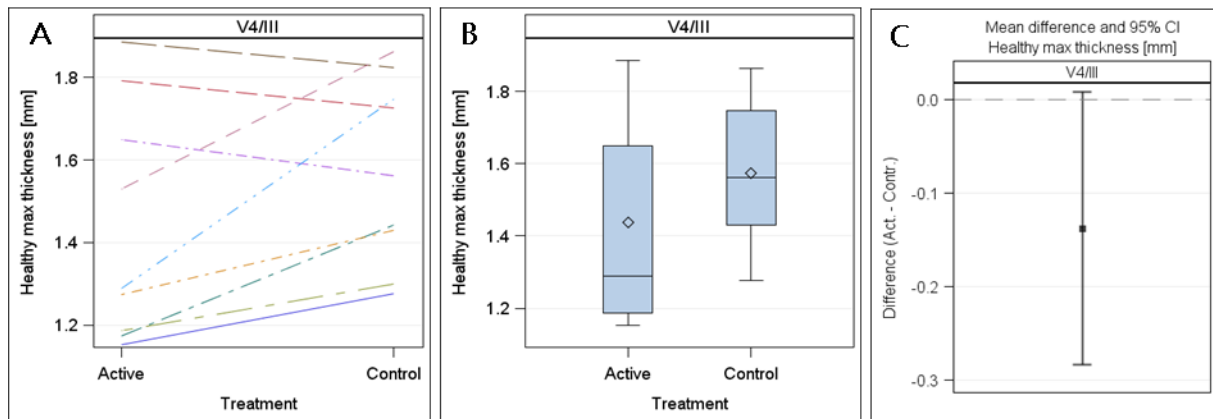 A
V4/III
Healthy max thickness [mm]
1.8
1.6
1.4
1.2
Active
Control
Treatment
B
V4/III
Healthy max thickness [mm]
1.8
1.6
1.4
1.2
Active
Control
Treatment
C
Mean difference and 95% CI
Healthy max thickness [mm]
V4/III
Difference (Act. - Contr.)
0.0
-0.1
-0.2
-0.3